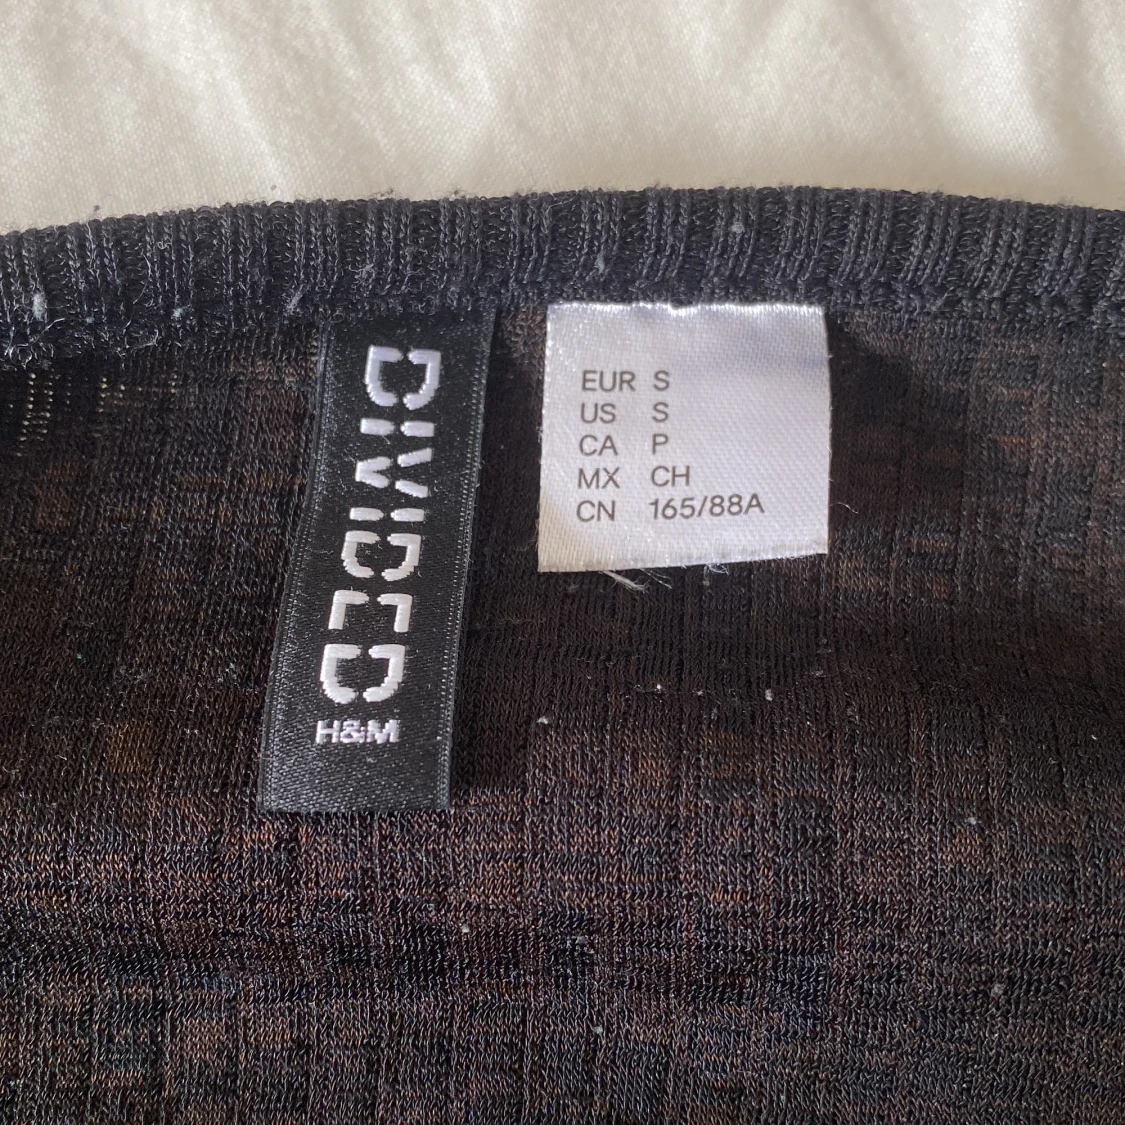 DIVIDED
H&M
EUR S
US S
CA P
MX CH
CN 165/88A